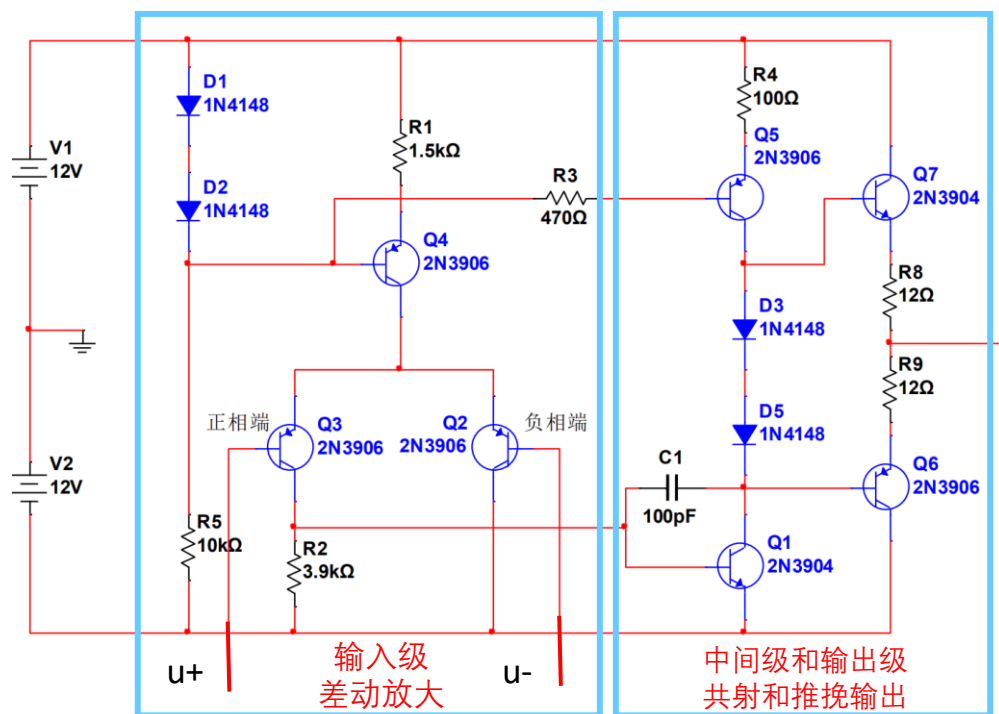 V1
12V
V2
12V
D1
1N4148
D2
1N4148
R1
1.5kΩ
Q4
2N3906
R3
470Ω
正相端
Q3
2N3906
Q2
2N3906
负相端
R5
10kΩ
R2
3.9kΩ
u+
输入级
差动放大
u-
R4
100Ω
Q5
2N3906
Q7
2N3904
R8
12Ω
D3
1N4148
R9
12Ω
D5
1N4148
C1
100pF
Q6
2N3906
Q1
2N3904
中间级和输出级
共射和推挽输出